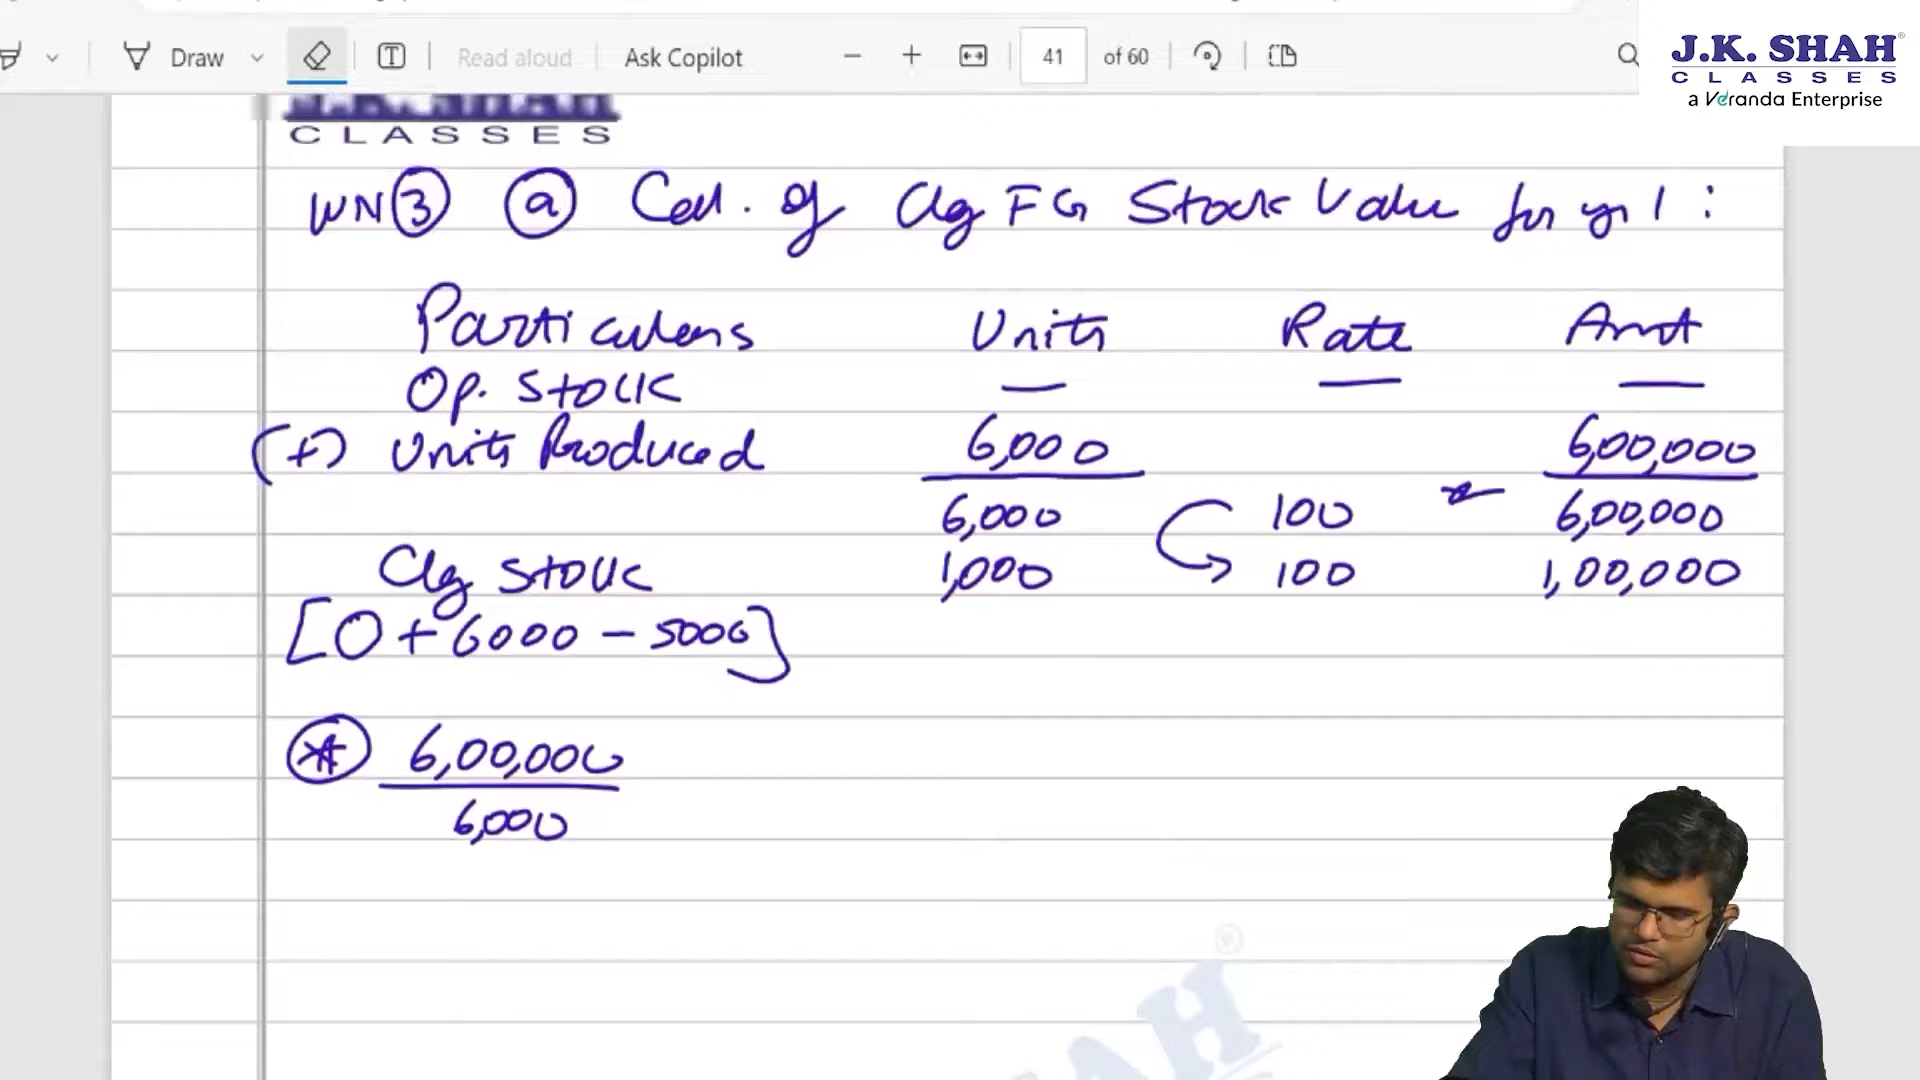 Draw
Read aloud
Ask Copilot
41 of 60
J.K. SHAH
CLASSES
a Veranda Enterprise
J.K. SHAH
CLASSES
WN 3 a Cal. of Clg FG Stock Value for yr 1 :
Particulars Units Rate Amt
Op. Stock — — —
(+) Units Produced 6,000 6,00,000
6,000 100 * 6,00,000
Clg Stock 1,000 100 1,00,000
[0 + 6000 - 5000]
* 6,00,000
6,000
AH